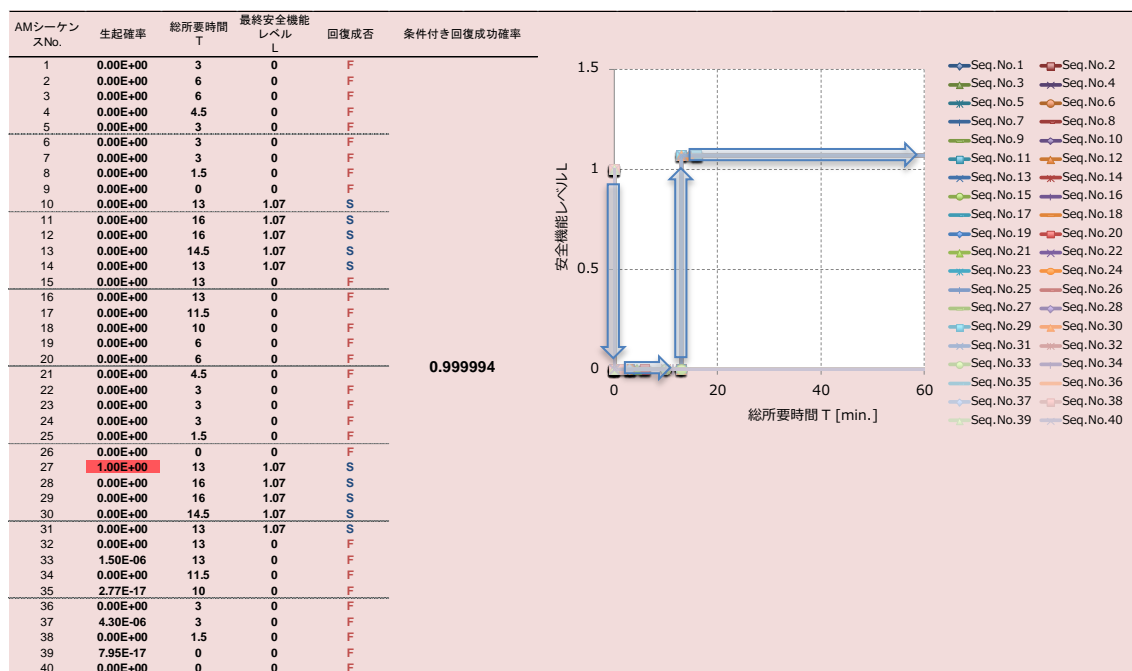 AMシーケンスNo. 生起確率 総所要時間 T 最終安全機能レベル L 回復成否 条件付き回復成功確率
1 0.00E+00 3 0 F
2 0.00E+00 6 0 F
3 0.00E+00 6 0 F
4 0.00E+00 4.5 0 F
5 0.00E+00 3 0 F
6 0.00E+00 3 0 F
7 0.00E+00 3 0 F
8 0.00E+00 1.5 0 F
9 0.00E+00 0 0 F
10 0.00E+00 13 1.07 S
11 0.00E+00 16 1.07 S
12 0.00E+00 16 1.07 S
13 0.00E+00 14.5 1.07 S
14 0.00E+00 13 1.07 S
15 0.00E+00 13 0 F
16 0.00E+00 13 0 F
17 0.00E+00 11.5 0 F
18 0.00E+00 10 0 F
19 0.00E+00 6 0 F
20 0.00E+00 6 0 F
21 0.00E+00 4.5 0 F
22 0.00E+00 3 0 F
23 0.00E+00 3 0 F
24 0.00E+00 3 0 F
25 0.00E+00 1.5 0 F
26 0.00E+00 0 0 F
27 1.00E+00 13 1.07 S
28 0.00E+00 16 1.07 S
29 0.00E+00 16 1.07 S
30 0.00E+00 14.5 1.07 S
31 0.00E+00 13 1.07 S
32 0.00E+00 13 0 F
33 1.50E-06 13 0 F
34 0.00E+00 11.5 0 F
35 2.77E-17 10 0 F
36 0.00E+00 3 0 F
37 4.30E-06 3 0 F
38 0.00E+00 1.5 0 F
39 7.95E-17 0 0 F
40 0.00E+00 0 0 F
0.999994
安全機能レベル L
1.5
1
0.5
0
0 20 40 60
総所要時間 T [min.]
Seq.No.1 Seq.No.2
Seq.No.3 Seq.No.4
Seq.No.5 Seq.No.6
Seq.No.7 Seq.No.8
Seq.No.9 Seq.No.10
Seq.No.11 Seq.No.12
Seq.No.13 Seq.No.14
Seq.No.15 Seq.No.16
Seq.No.17 Seq.No.18
Seq.No.19 Seq.No.20
Seq.No.21 Seq.No.22
Seq.No.23 Seq.No.24
Seq.No.25 Seq.No.26
Seq.No.27 Seq.No.28
Seq.No.29 Seq.No.30
Seq.No.31 Seq.No.32
Seq.No.33 Seq.No.34
Seq.No.35 Seq.No.36
Seq.No.37 Seq.No.38
Seq.No.39 Seq.No.40